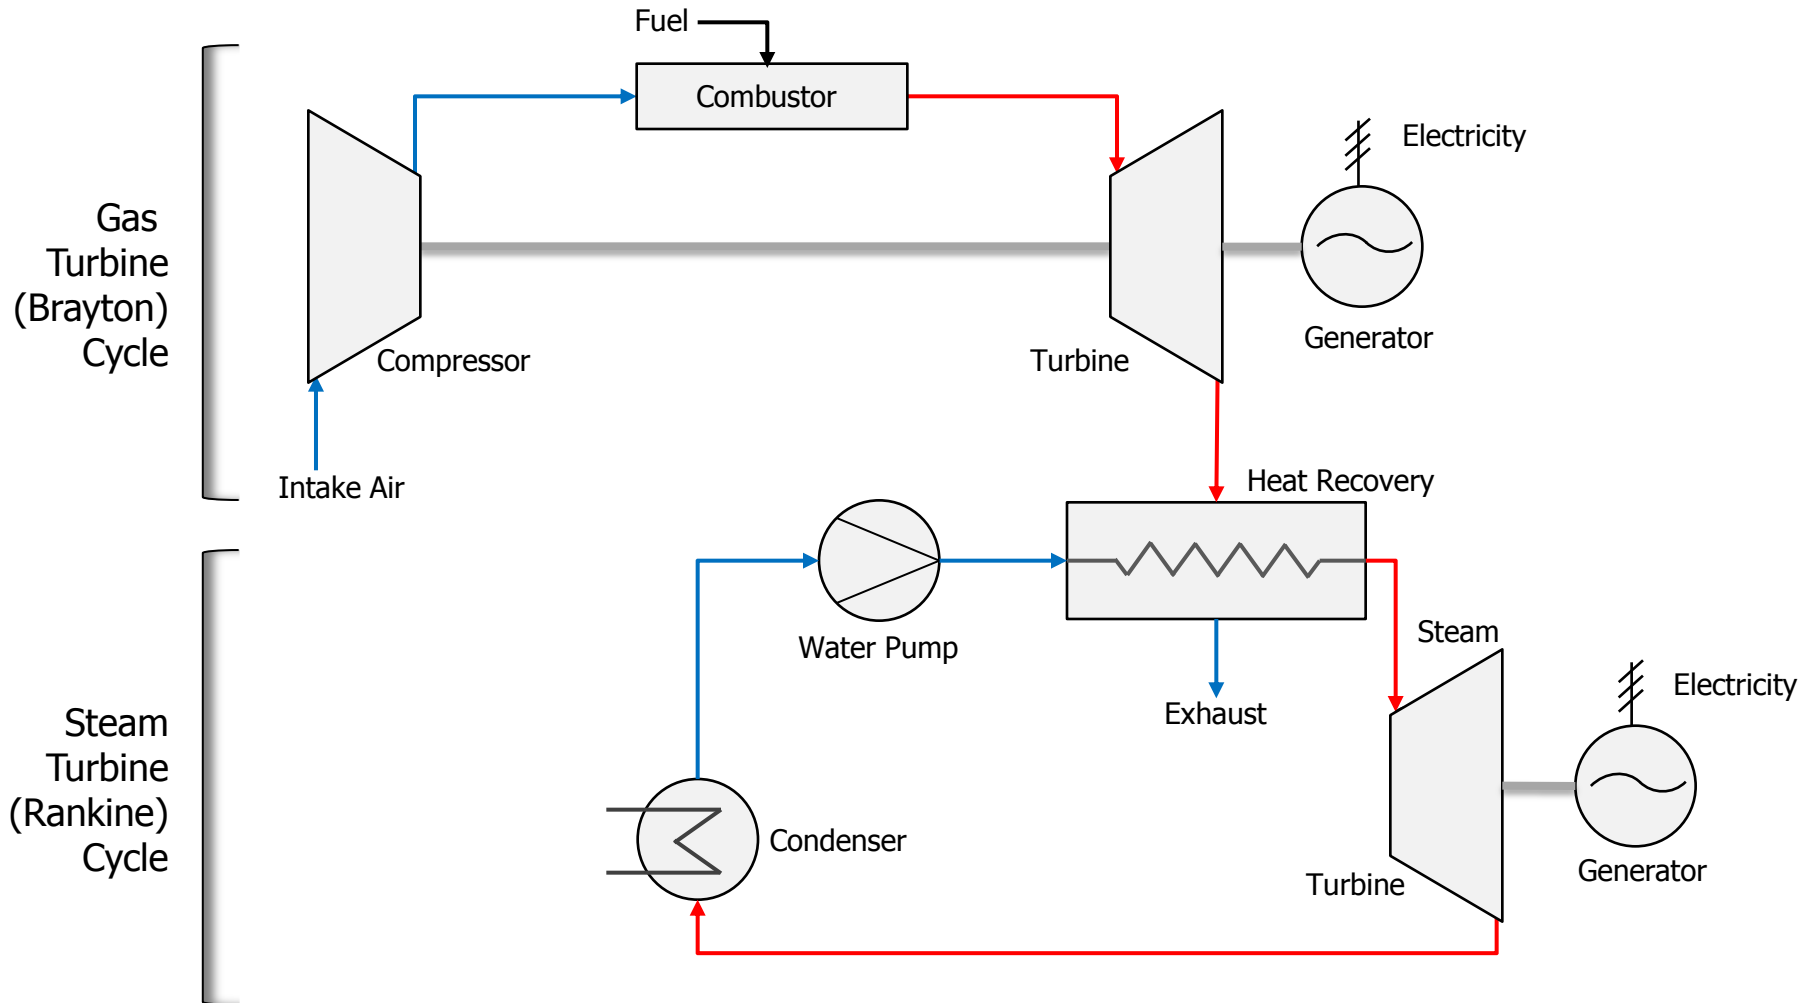 Fuel
Combustor
Electricity
Gas
Turbine
(Brayton)
Cycle
Compressor
Turbine
Generator
Intake Air
Heat Recovery
Water Pump
Steam
Exhaust
Electricity
Steam
Turbine
(Rankine)
Cycle
Condenser
Turbine
Generator